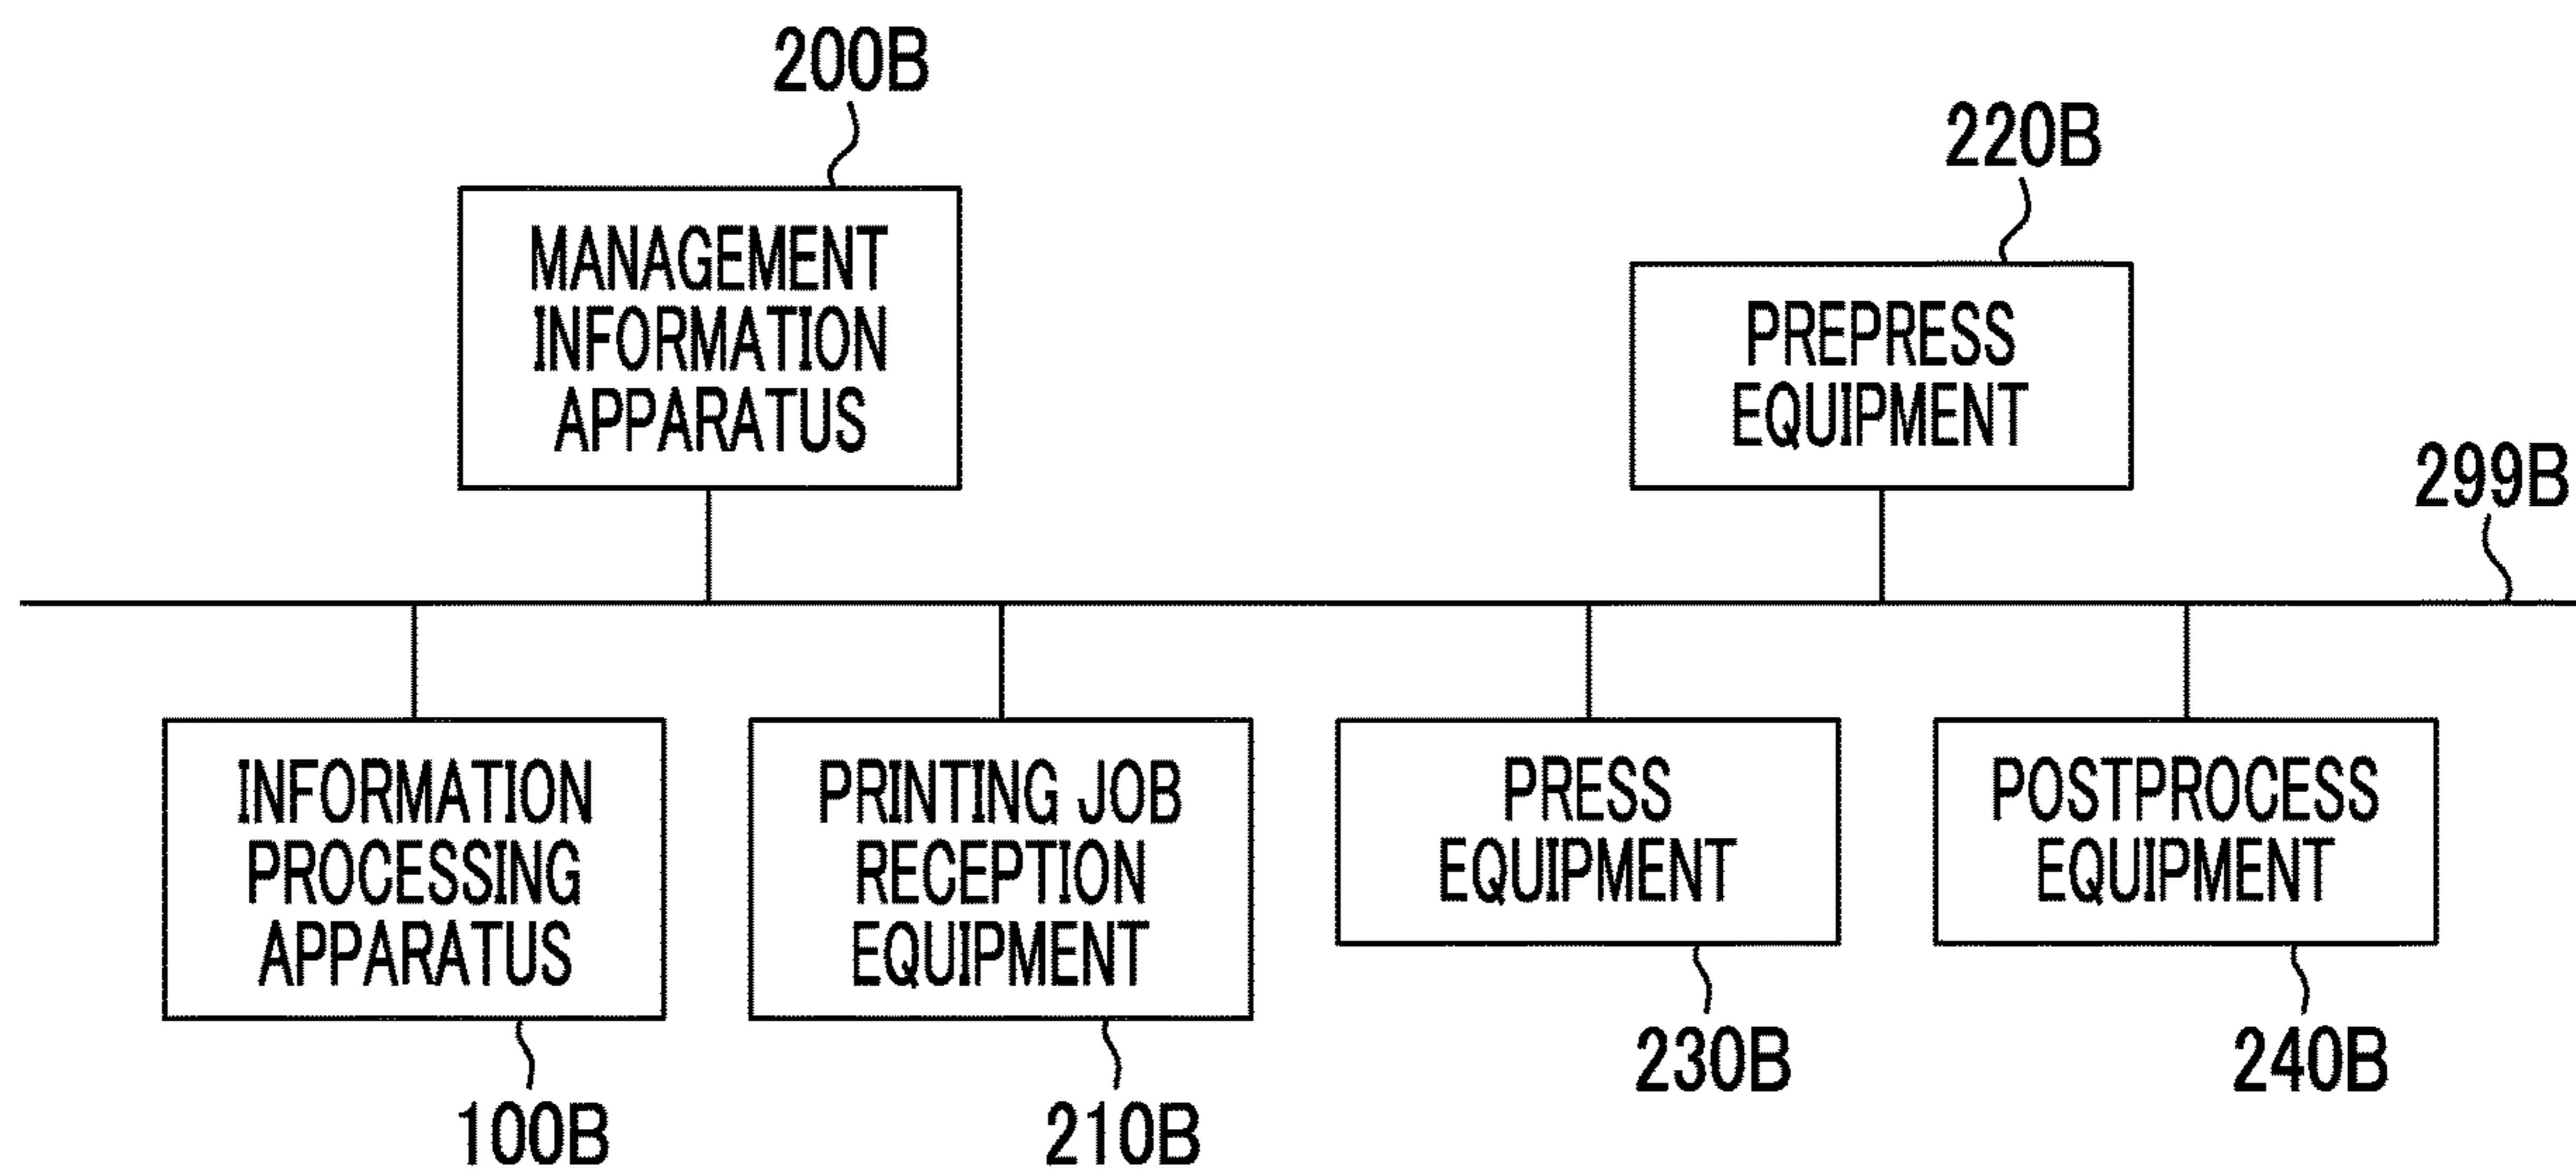 200B
MANAGEMENT
INFORMATION
APPARATUS
220B
PREPRESS
EQUIPMENT
299B
INFORMATION
PROCESSING
APPARATUS
100B
PRINTING JOB
RECEPTION
EQUIPMENT
210B
PRESS
EQUIPMENT
230B
POSTPROCESS
EQUIPMENT
240B